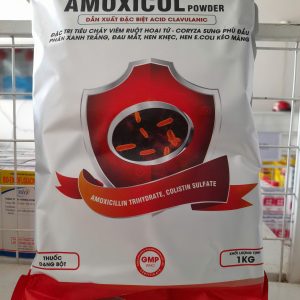 AMOXICOL POWDER
DẪN XUẤT ĐẶC BIỆT ACID CLAVULANIC
ĐẶC TRỊ TIÊU CHẢY VIÊM RUỘT HOẠI TỬ - CORYZA SƯNG PHÙ ĐẦU
PHÂN XANH TRẮNG, ĐAU MẮT, HEN KHẸC, HEN E.COLI KÉO MÀNG
AMOXICILLIN TRIHYDRATE, COLISTIN SULFATE
THUỐC
DẠNG BỘT
GMP
WHO
KHỐI LƯỢNG TỊNH
1KG